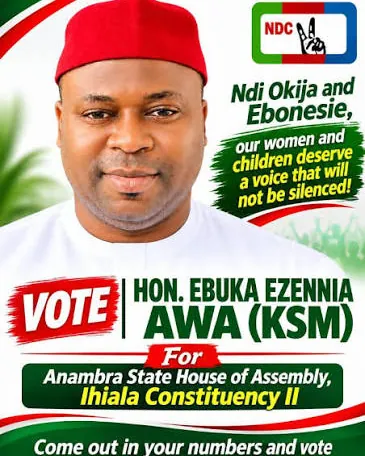 NDC
Ndi Okija and
Ebonesie,
our women and
children deserve
a voice that will
not be silenced!
VOTE
HON. EBUKA EZENNIA
AWA (KSM)
For
Anambra State House of Assembly,
Ihiala Constituency II
Come out in your numbers and vote